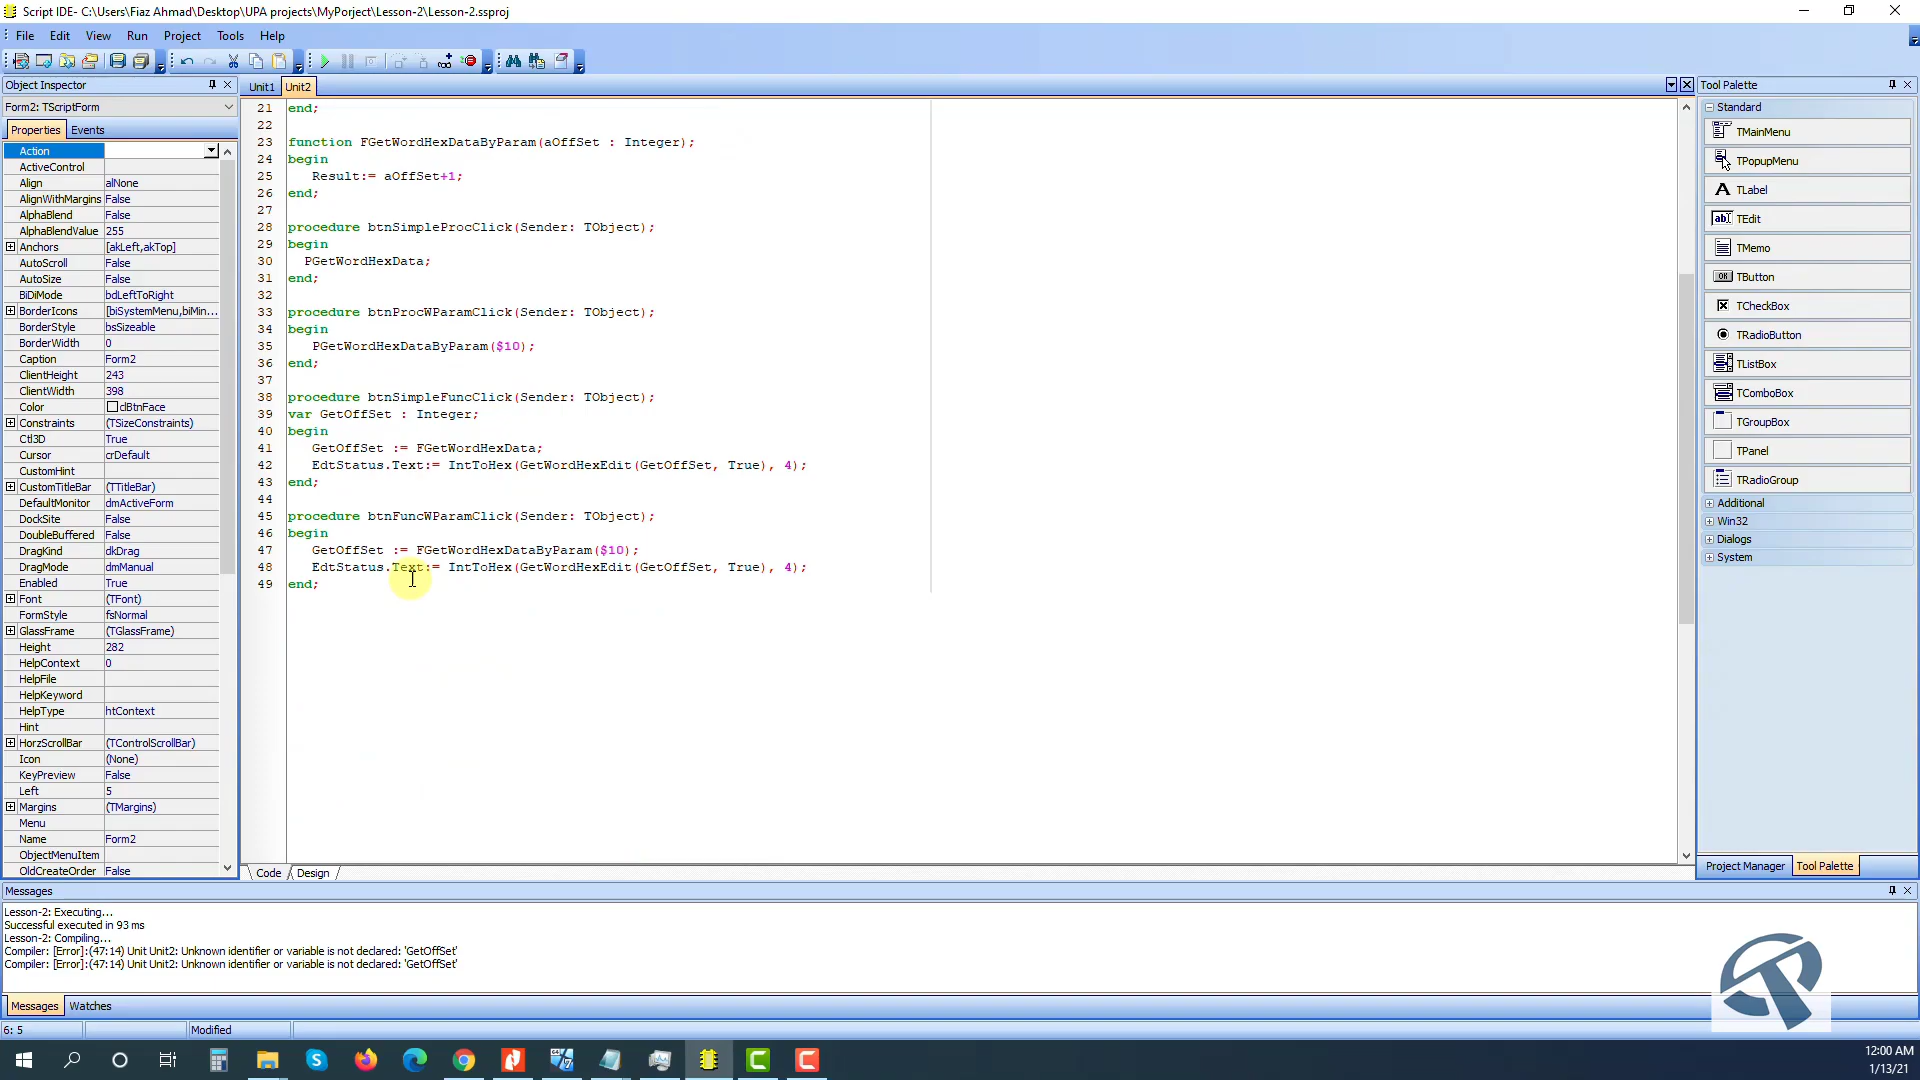 Script IDE- C:\Users\Fiaz Ahmad\Desktop\UPA projects\MyPorject\Lesson-2\Lesson-2.ssproj
File Edit View Run Project Tools Help
Object Inspector
Form2: TScriptForm
Properties Events
Action
ActiveControl
Align alNone
AlignWithMargins False
AlphaBlend False
AlphaBlendValue 255
Anchors [akLeft,akTop]
AutoScroll False
AutoSize False
BiDiMode bdLeftToRight
BorderIcons [biSystemMenu,biMin...
BorderStyle bsSizeable
BorderWidth 0
Caption Form2
ClientHeight 243
ClientWidth 398
Color clBtnFace
Constraints (TSizeConstraints)
Ctl3D True
Cursor crDefault
CustomHint
CustomTitleBar (TTitleBar)
DefaultMonitor dmActiveForm
DockSite False
DoubleBuffered False
DragKind dkDrag
DragMode dmManual
Enabled True
Font (TFont)
FormStyle fsNormal
GlassFrame (TGlassFrame)
Height 282
HelpContext 0
HelpFile
HelpKeyword
HelpType htContext
Hint
HorzScrollBar (TControlScrollBar)
Icon (None)
KeyPreview False
Left 5
Margins (TMargins)
Menu
Name Form2
ObjectMenuItem
OldCreateOrder False
Unit1 Unit2
21 end;
22
23 function FGetWordHexDataByParam(aOffSet : Integer);
24 begin
25 Result:= aOffSet+1;
26 end;
27
28 procedure btnSimpleProcClick(Sender: TObject);
29 begin
30 PGetWordHexData;
31 end;
32
33 procedure btnProcWParamClick(Sender: TObject);
34 begin
35 PGetWordHexDataByParam($10);
36 end;
37
38 procedure btnSimpleFuncClick(Sender: TObject);
39 var GetOffSet : Integer;
40 begin
41 GetOffSet := FGetWordHexData;
42 EdtStatus.Text:= IntToHex(GetWordHexEdit(GetOffSet, True), 4);
43 end;
44
45 procedure btnFuncWParamClick(Sender: TObject);
46 begin
47 GetOffSet := FGetWordHexDataByParam($10);
48 EdtStatus.Text:= IntToHex(GetWordHexEdit(GetOffSet, True), 4);
49 end;
Code Design
Tool Palette
Standard
TMainMenu
TPopupMenu
TLabel
TEdit
TMemo
TButton
TCheckBox
TRadioButton
TListBox
TComboBox
TGroupBox
TPanel
TRadioGroup
Additional
Win32
Dialogs
System
Project Manager Tool Palette
Messages
Lesson-2: Executing...
Successful executed in 93 ms
Lesson-2: Compiling...
Compiler: [Error]:(47:14) Unit Unit2: Unknown identifier or variable is not declared: 'GetOffSet'
Compiler: [Error]:(47:14) Unit Unit2: Unknown identifier or variable is not declared: 'GetOffSet'
Messages Watches
6: 5 Modified
12:00 AM
1/13/21